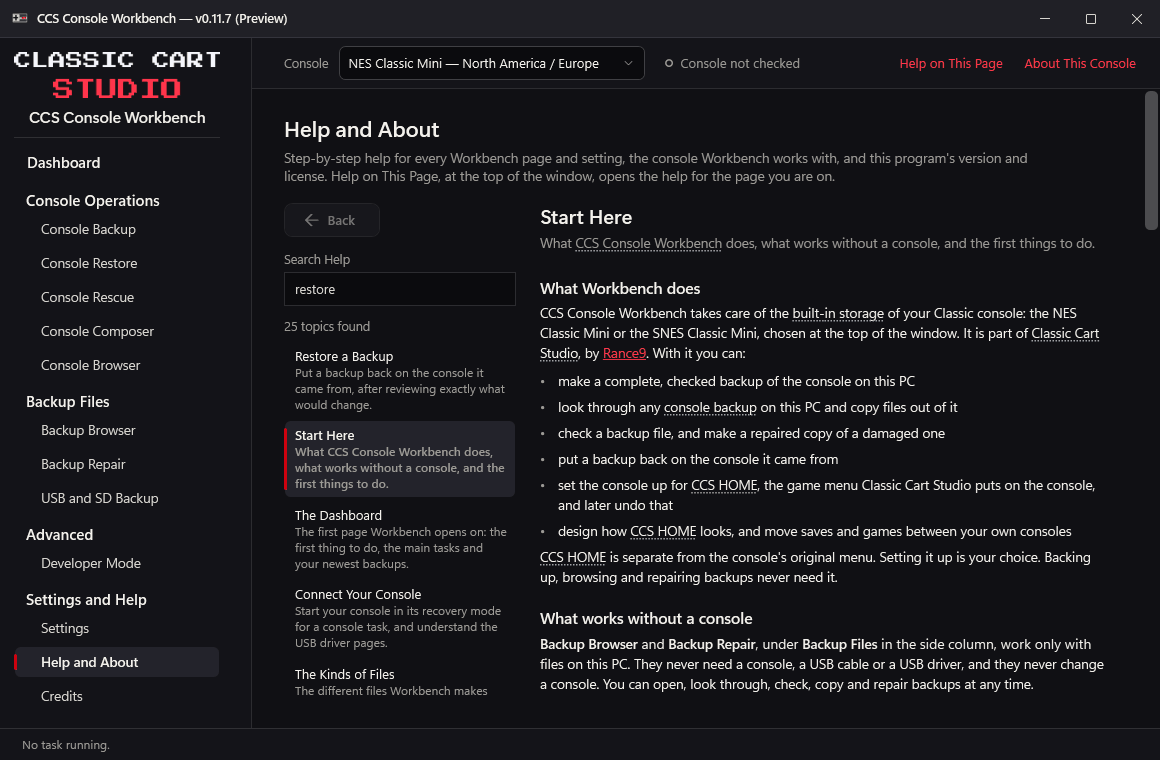 CCS Console Workbench — v0.11.7 (Preview)
CLASSIC CART
STUDIO
CCS Console Workbench
Dashboard
Console Operations
Console Backup
Console Restore
Console Rescue
Console Composer
Console Browser
Backup Files
Backup Browser
Backup Repair
USB and SD Backup
Advanced
Developer Mode
Settings and Help
Settings
Help and About
Credits
Console
NES Classic Mini — North America / Europe
Console not checked
Help on This Page
About This Console
Help and About
Step-by-step help for every Workbench page and setting, the console Workbench works with, and this program's version and
license. Help on This Page, at the top of the window, opens the help for the page you are on.
Back
Search Help
restore
25 topics found
Restore a Backup
Put a backup back on the console it
came from, after reviewing exactly what
would change.
Start Here
What CCS Console Workbench does,
what works without a console, and the
first things to do.
The Dashboard
The first page Workbench opens on: the
first thing to do, the main tasks and
your newest backups.
Connect Your Console
Start your console in its recovery mode
for a console task, and understand the
USB driver pages.
The Kinds of Files
The different files Workbench makes
Start Here
What CCS Console Workbench does, what works without a console, and the first things to do.
What Workbench does
CCS Console Workbench takes care of the built-in storage of your Classic console: the NES
Classic Mini or the SNES Classic Mini, chosen at the top of the window. It is part of Classic Cart
Studio, by Rance9. With it you can:
• make a complete, checked backup of the console on this PC
• look through any console backup on this PC and copy files out of it
• check a backup file, and make a repaired copy of a damaged one
• put a backup back on the console it came from
• set the console up for CCS HOME, the game menu Classic Cart Studio puts on the console,
and later undo that
• design how CCS HOME looks, and move saves and games between your own consoles
CCS HOME is separate from the console's original menu. Setting it up is your choice. Backing
up, browsing and repairing backups never need it.
What works without a console
Backup Browser and Backup Repair, under Backup Files in the side column, work only with
files on this PC. They never need a console, a USB cable or a USB driver, and they never change
a console. You can open, look through, check, copy and repair backups at any time.
No task running.